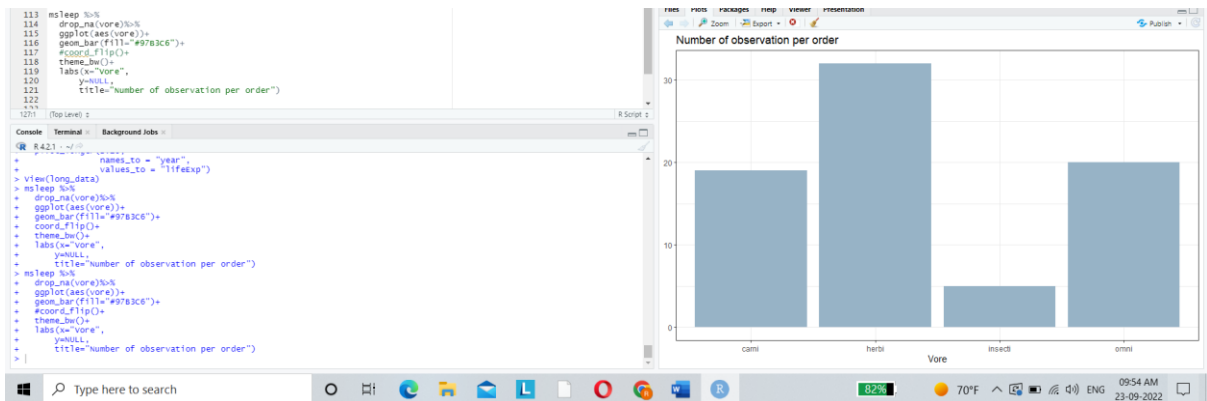 113 msleep %>%
114 drop_na(vore)%>%
115 ggplot(aes(vore))+
116 geom_bar(fill="#97B3C6")+
117 #coord_flip()+
118 theme_bw()+
119 labs(x="Vore",
120 y=NULL,
121 title="Number of observation per order")
122
127:1 (Top Level) R Script
Console Terminal Background Jobs
R 4.2.1 · ~/
+ names_to = "year",
+ values_to = "lifeExp")
> view(long_data)
> msleep %>%
+ drop_na(vore)%>%
+ ggplot(aes(vore))+
+ geom_bar(fill="#97B3C6")+
+ coord_flip()+
+ theme_bw()+
+ labs(x="Vore",
+ y=NULL,
+ title="Number of observation per order")
> msleep %>%
+ drop_na(vore)%>%
+ ggplot(aes(vore))+
+ geom_bar(fill="#97B3C6")+
+ #coord_flip()+
+ theme_bw()+
+ labs(x="Vore",
+ y=NULL,
+ title="Number of observation per order")
>
Files Plots Packages Help Viewer Presentation
Zoom Export Publish
Number of observation per order
30
20
10
0
carni herbi insecti omni
Vore
Type here to search
L
W
R
82%
70°F
ENG
09:54 AM
23-09-2022